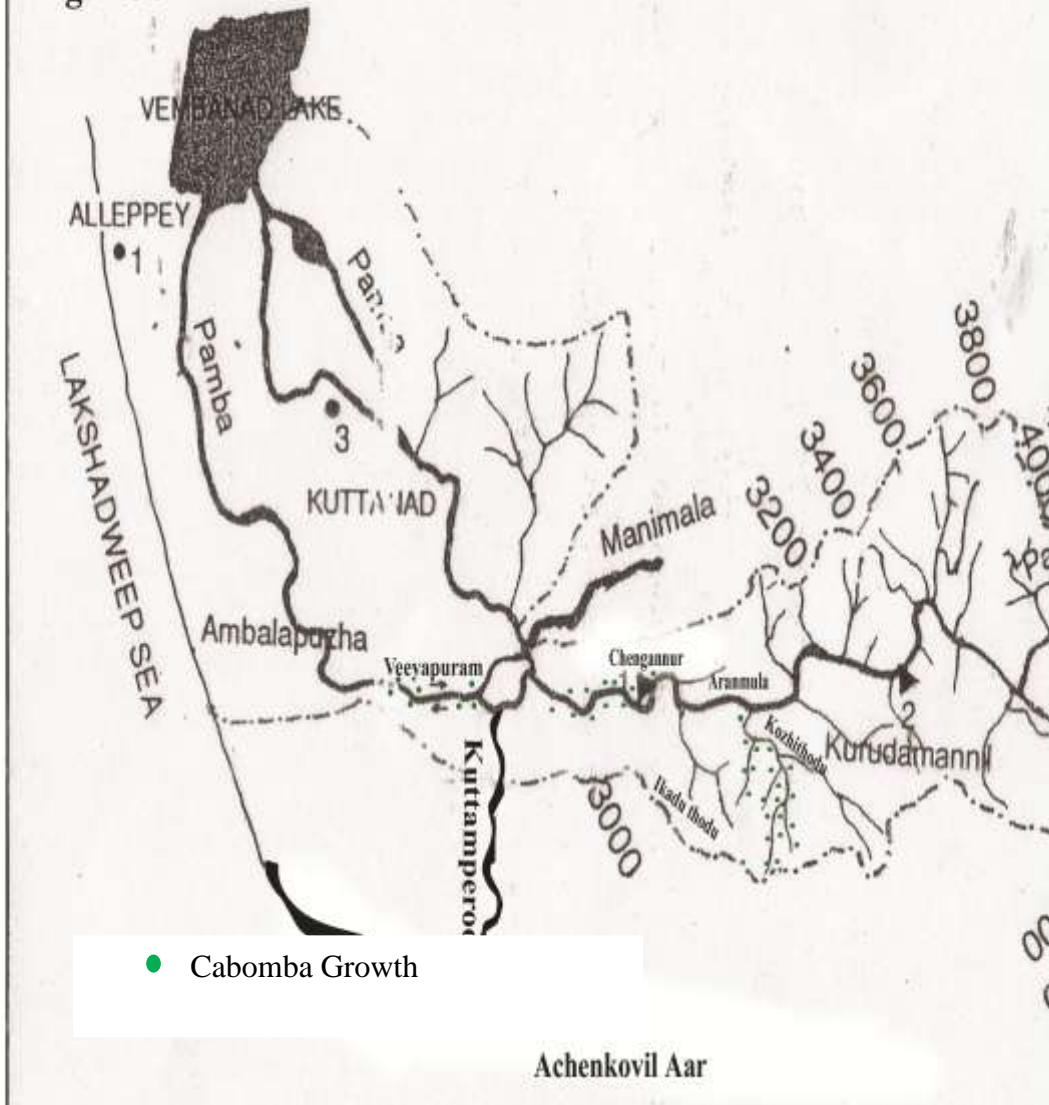 VEMBANAD LAKE
ALLEPPEY
1
Pamba
3
LAKSHADWEEP SEA
KUTTANAD
Manimala
3200
3400
3600
3800
Ambalapuzha
Veeyapuram
Chengannur
1
Aranmula
2
Kozhithodu
Kurudamannil
Ikadu thodu
3000
Cabomba Growth
Achenkovil Aar